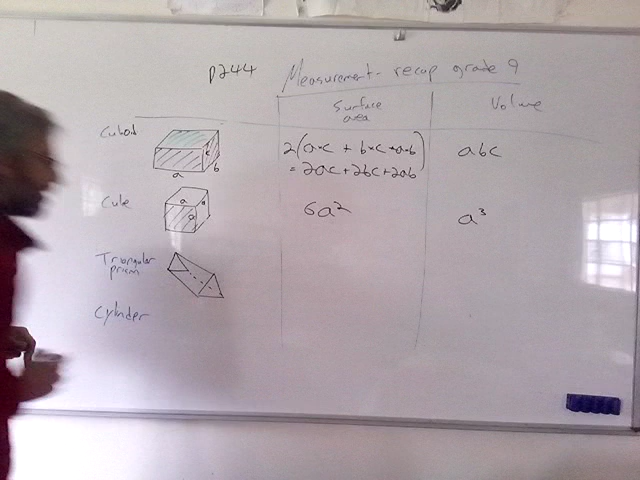 p244 Measurement - recap grade 9
Surface area
Volume
Cuboid
a
b
c
2(a×c + b×c + a×b)
= 2ac + 2bc + 2ab
abc
Cube
a
a
a
6a²
a³
Triangular prism
Cylinder